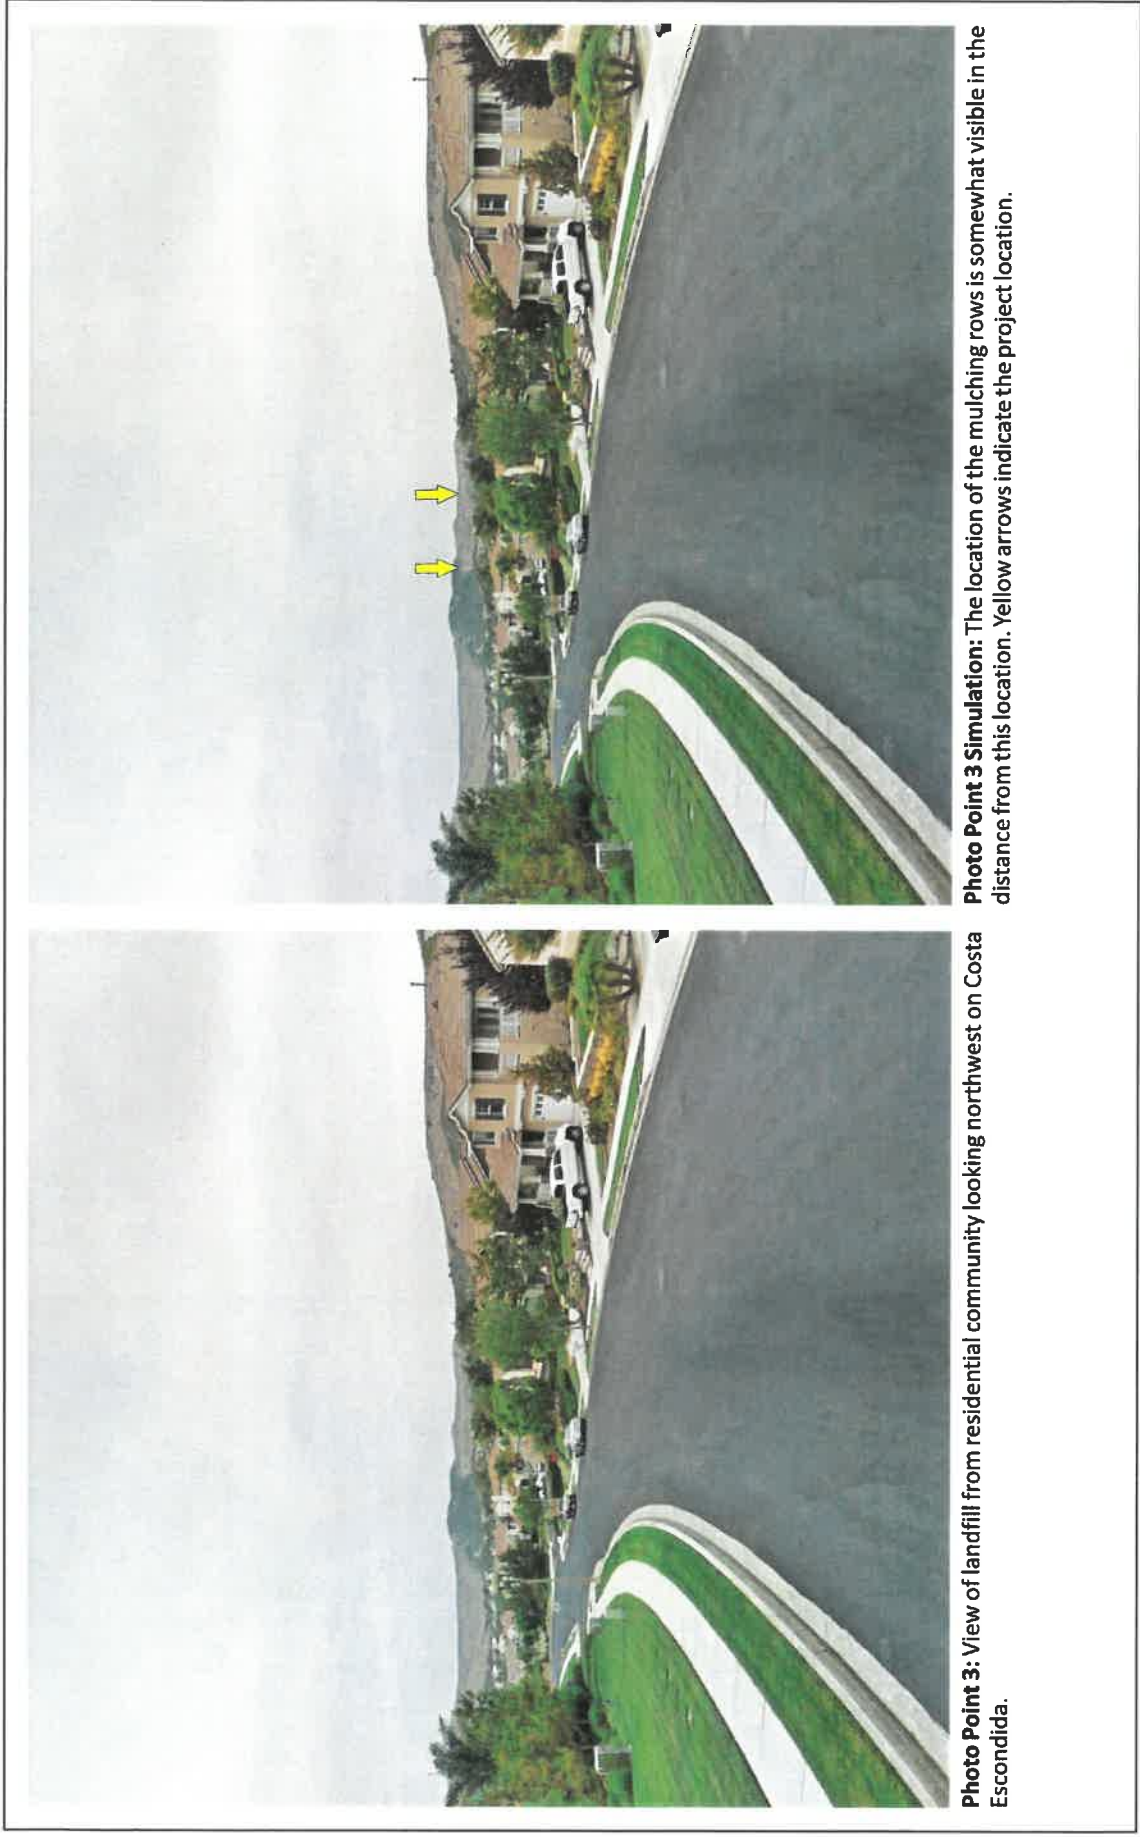 Photo Point 3: View of landfill from residential community looking northwest on Costa
Escondida.
Photo Point 3 Simulation: The location of the mulching rows is somewhat visible in the
distance from this location. Yellow arrows indicate the project location.